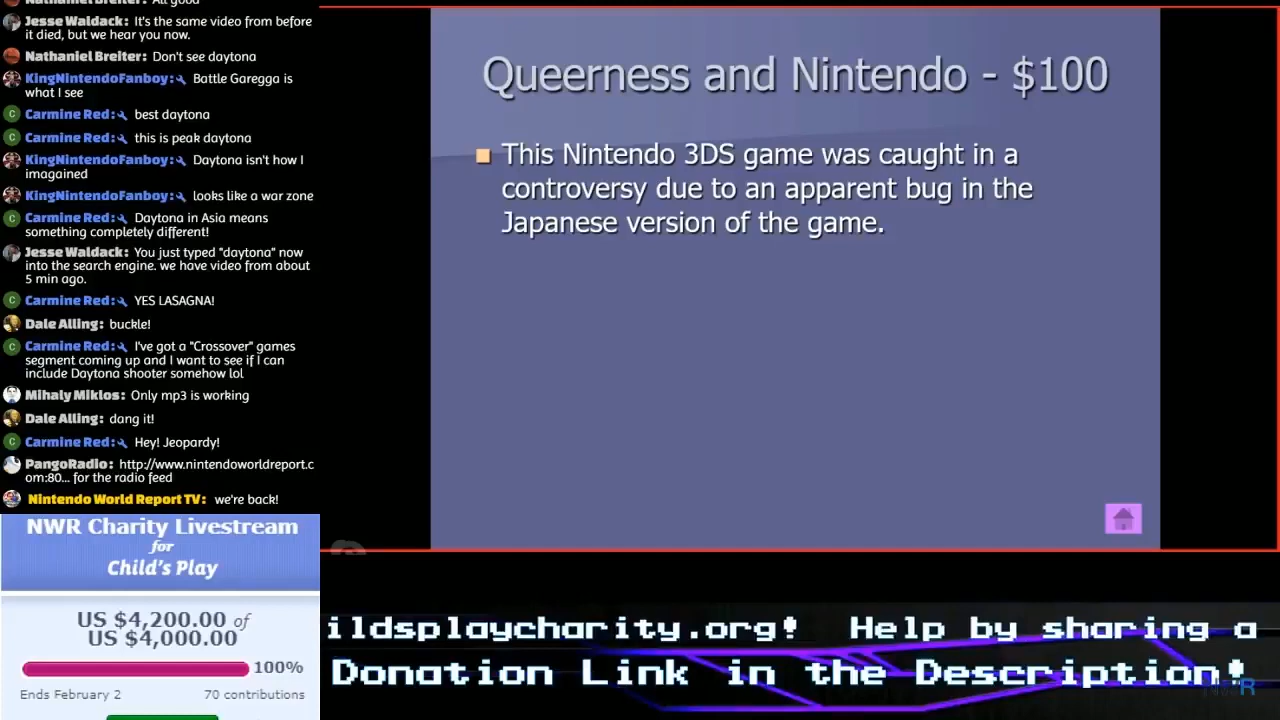 Nathaniel Breiter: All good
Jesse Waldack: It's the same video from before
it died, but we hear you now.
Nathaniel Breiter: Don't see daytona
KingNintendoFanboy: Battle Garegga is
what I see
Carmine Red: best daytona
Carmine Red: this is peak daytona
KingNintendoFanboy: Daytona isn't how I
imagained
KingNintendoFanboy: looks like a war zone
Carmine Red: Daytona in Asia means
something completely different!
Jesse Waldack: You just typed "daytona" now
into the search engine. we have video from about
5 min ago.
Carmine Red: YES LASAGNA!
Dale Alling: buckle!
Carmine Red: I've got a "Crossover" games
segment coming up and I want to see if I can
include Daytona shooter somehow lol
Mihaly Miklos: Only mp3 is working
Dale Alling: dang it!
Carmine Red: Hey! Jeopardy!
PangoRadio: http://www.nintendoworldreport.c
om:80... for the radio feed
Nintendo World Report TV: we're back!
NWR Charity Livestream
for
Child's Play
US $4,200.00 of
US $4,000.00
100%
Ends February 2 70 contributions
Queerness and Nintendo - $100
This Nintendo 3DS game was caught in a
controversy due to an apparent bug in the
Japanese version of the game.
ildsplaycharity.org! Help by sharing a
Donation Link in the Description!
NWR